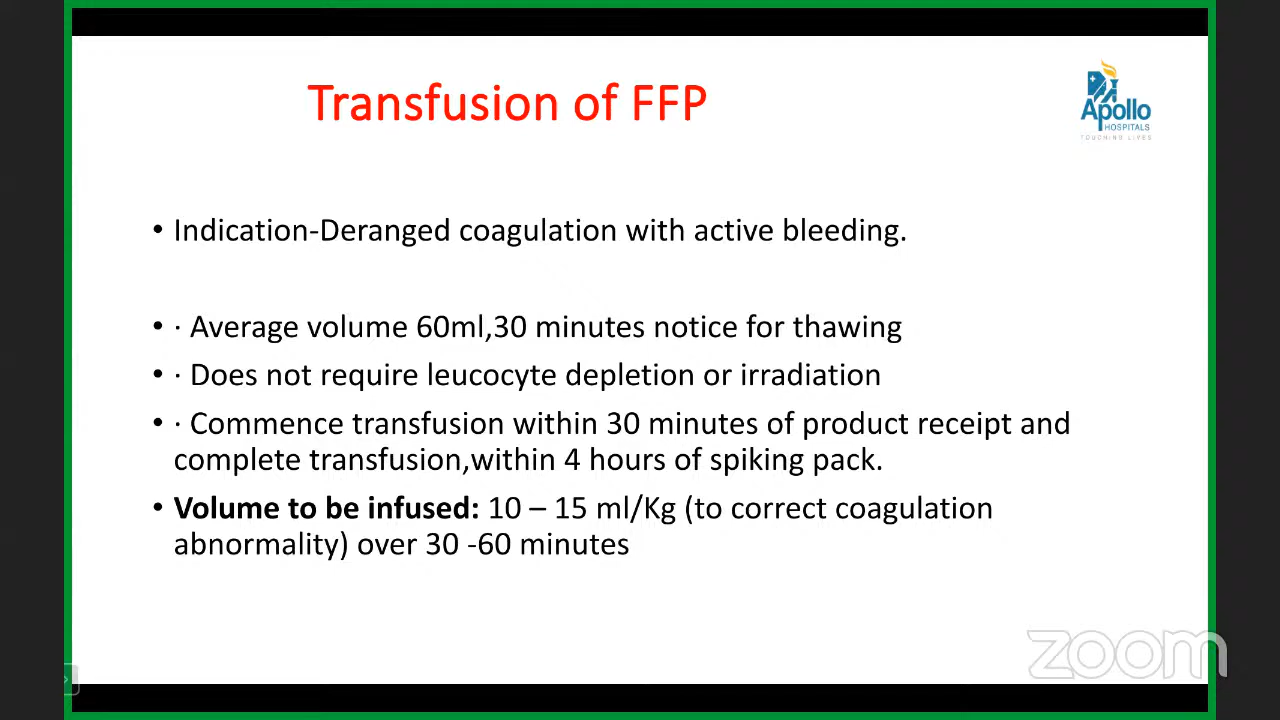 Transfusion of FFP
Apollo
HOSPITALS
TOUCHING LIVES
• Indication-Deranged coagulation with active bleeding.
• · Average volume 60ml,30 minutes notice for thawing
• · Does not require leucocyte depletion or irradiation
• · Commence transfusion within 30 minutes of product receipt and
complete transfusion,within 4 hours of spiking pack.
• Volume to be infused: 10 – 15 ml/Kg (to correct coagulation
abnormality) over 30 -60 minutes
zoom